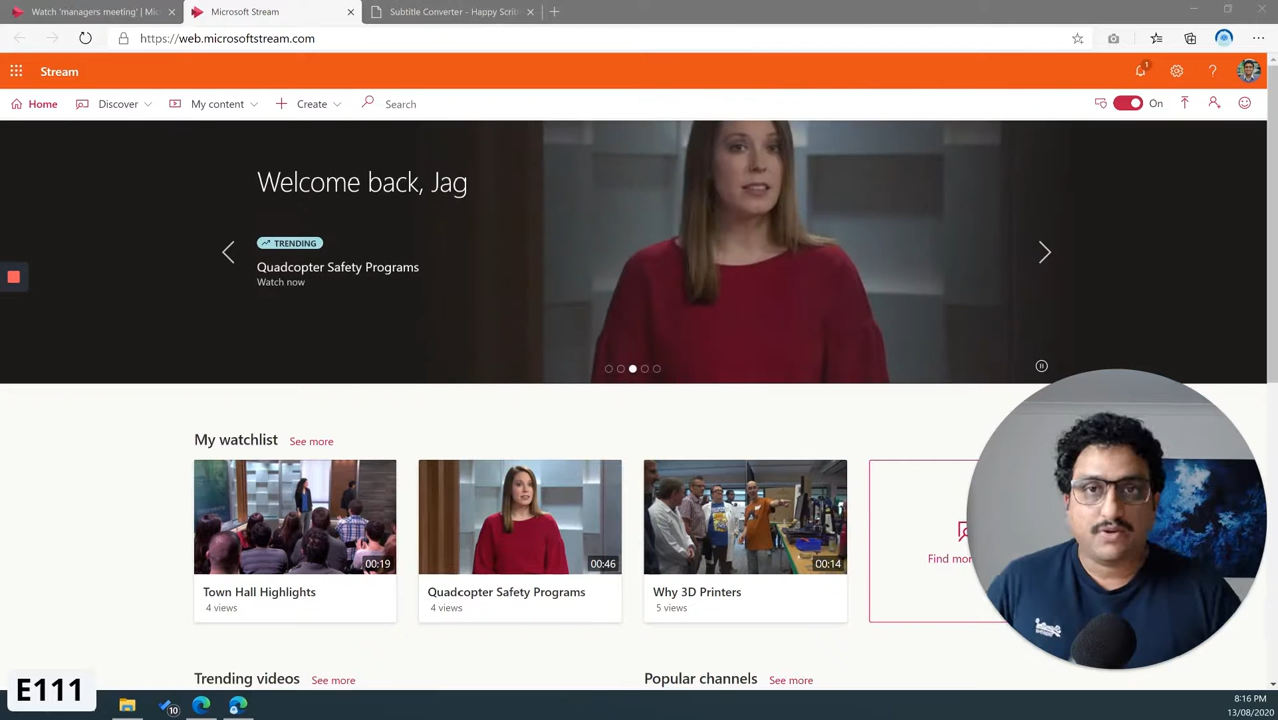 Watch 'managers meeting' | Mic
Microsoft Stream
Subtitle Converter - Happy Scrib
https://web.microsoftstream.com
Stream
1
Home
Discover
My content
Create
Search
On
Welcome back, Jag
TRENDING
Quadcopter Safety Programs
Watch now
My watchlist
See more
00:19
Town Hall Highlights
4 views
00:46
Quadcopter Safety Programs
4 views
00:14
Why 3D Printers
5 views
Find mor
Trending videos
See more
Popular channels
See more
E111
10
8:16 PM
13/08/2020